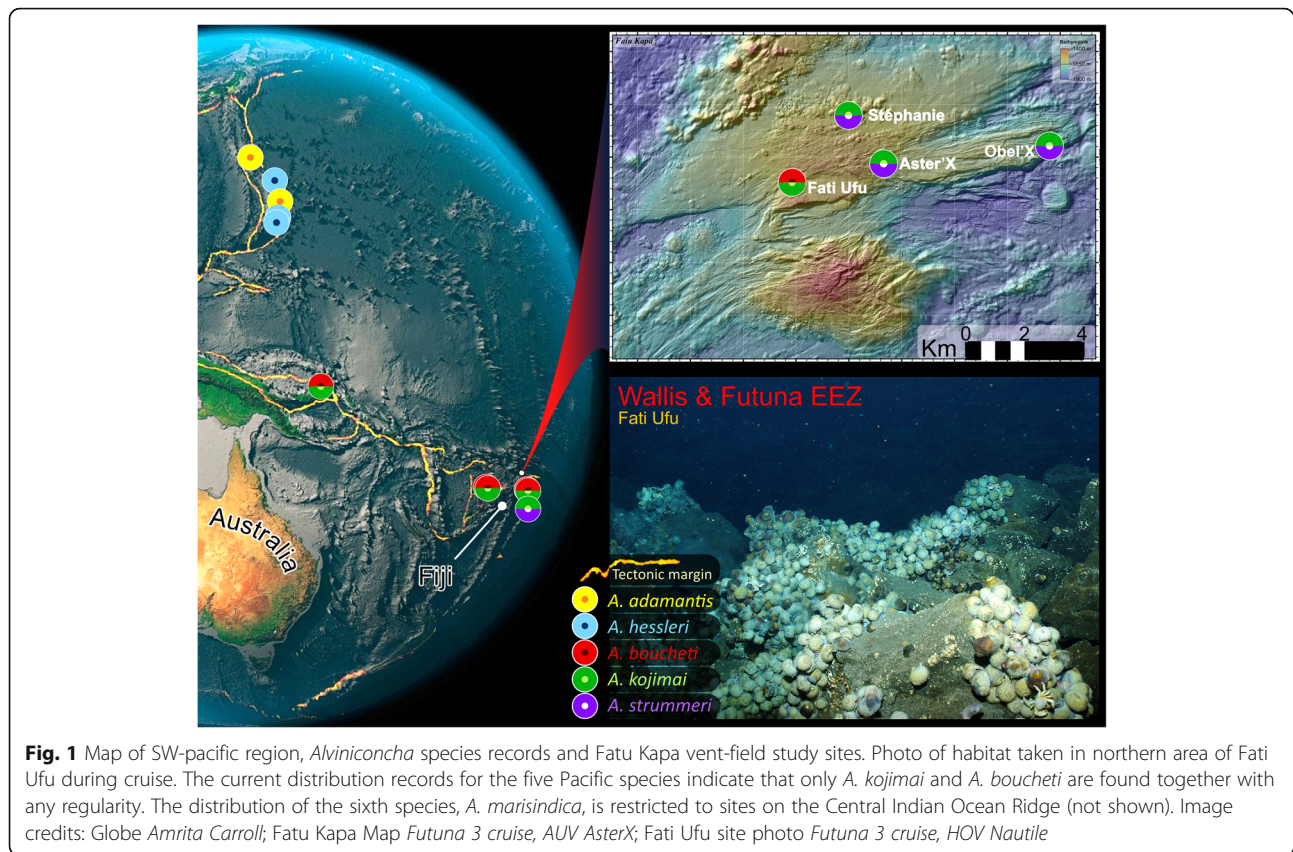 Fatu Kapa
Bathymetrie
-1400 m
-1650 m
-1900 m
Stéphanie
Aster'X
Obel'X
Fati Ufu
0 2 4
Km
Wallis & Futuna EEZ
Fati Ufu
Australia
Fiji
Tectonic margin
A. adamantis
A. hessleri
A. boucheti
A. kojimai
A. strummeri
Fig. 1 Map of SW-pacific region, Alviniconcha species records and Fatu Kapa vent-field study sites. Photo of habitat taken in northern area of Fati
Ufu during cruise. The current distribution records for the five Pacific species indicate that only A. kojimai and A. boucheti are found together with
any regularity. The distribution of the sixth species, A. marisindica, is restricted to sites on the Central Indian Ocean Ridge (not shown). Image
credits: Globe Amrita Carroll; Fatu Kapa Map Futuna 3 cruise, AUV AsterX; Fati Ufu site photo Futuna 3 cruise, HOV Nautile